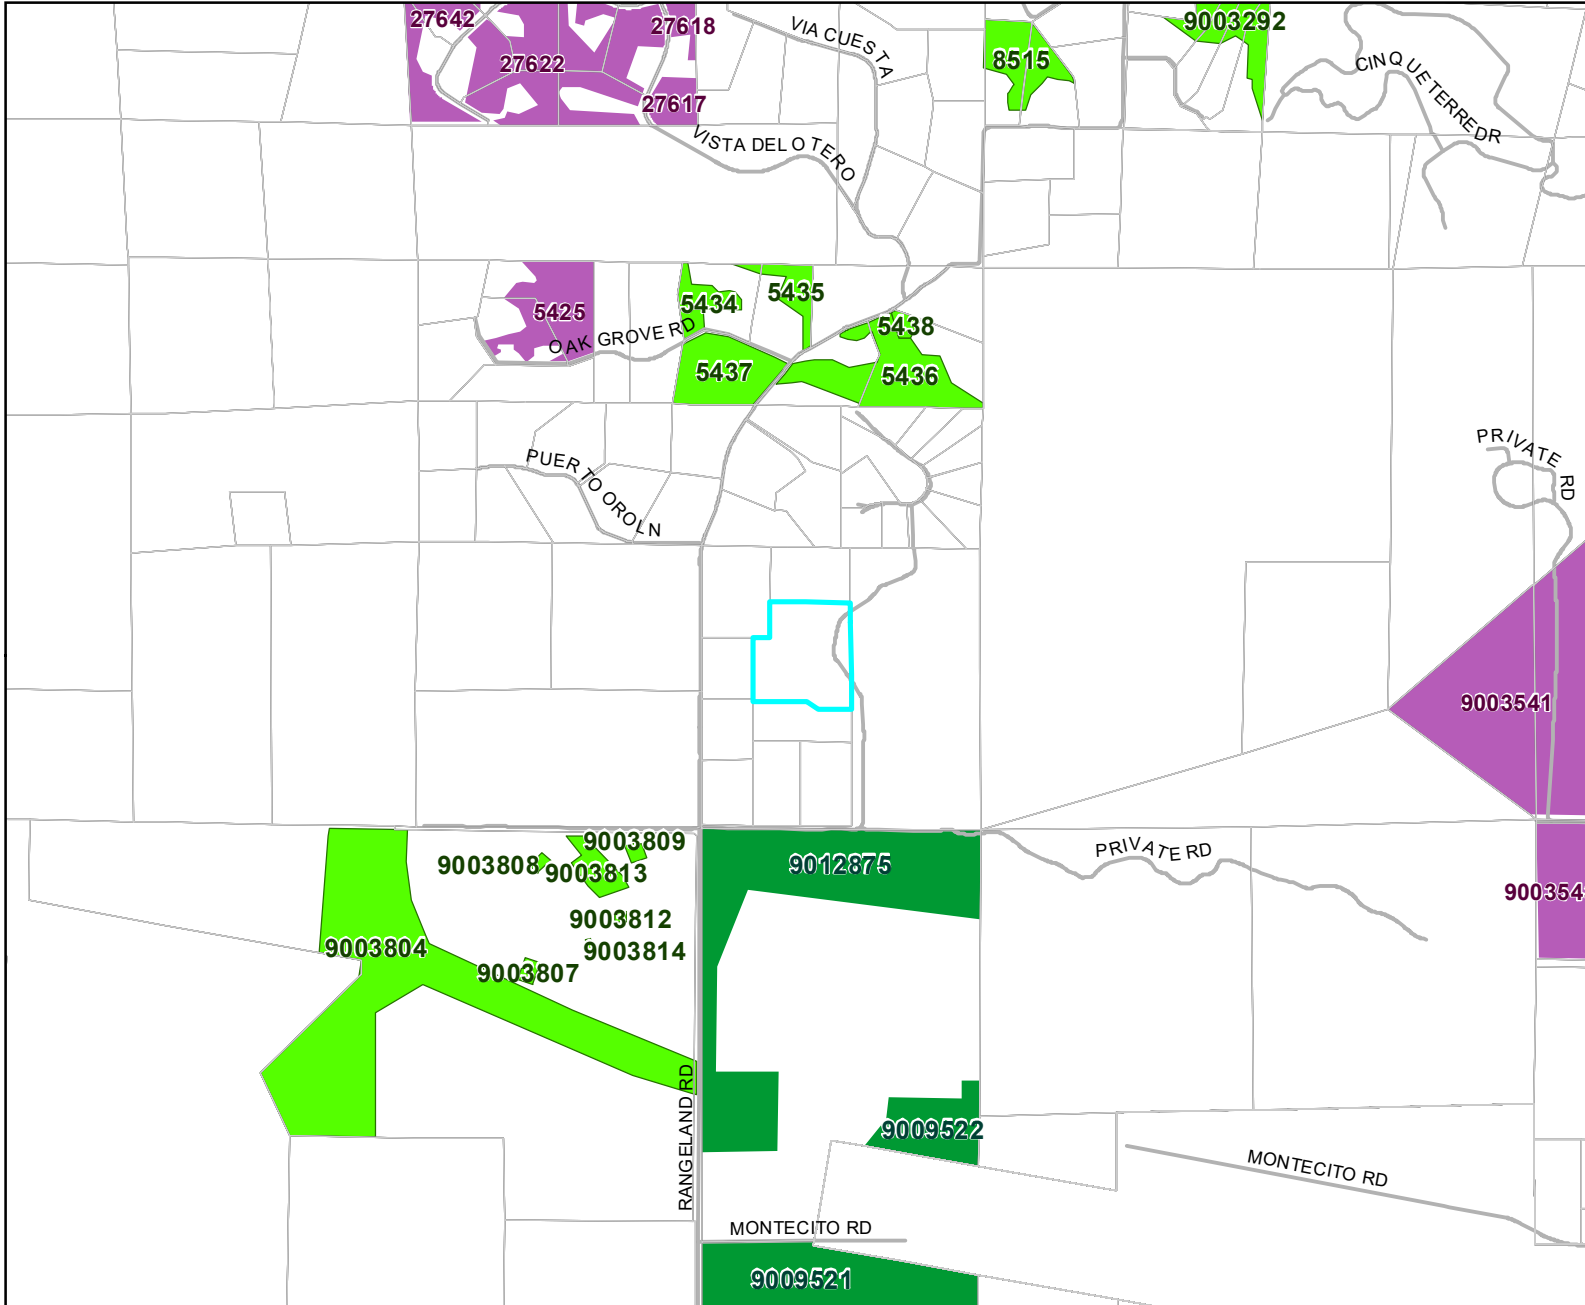 27642
27618
VIA CUESTA
9003292
27622
8515
CINQUETERRE DR
27617
VISTA DEL OTERO
5434
5435
5425
5438
OAK GROVE RD
5437
5436
PUERTO ORO LN
PRIVATE RD
9003541
9003809
9003808
9003813
9012875
PRIVATE RD
900354
9003812
9003804
9003814
9003807
RANGELAND RD
9009522
MONTECITO RD
MONTECITO RD
9009521